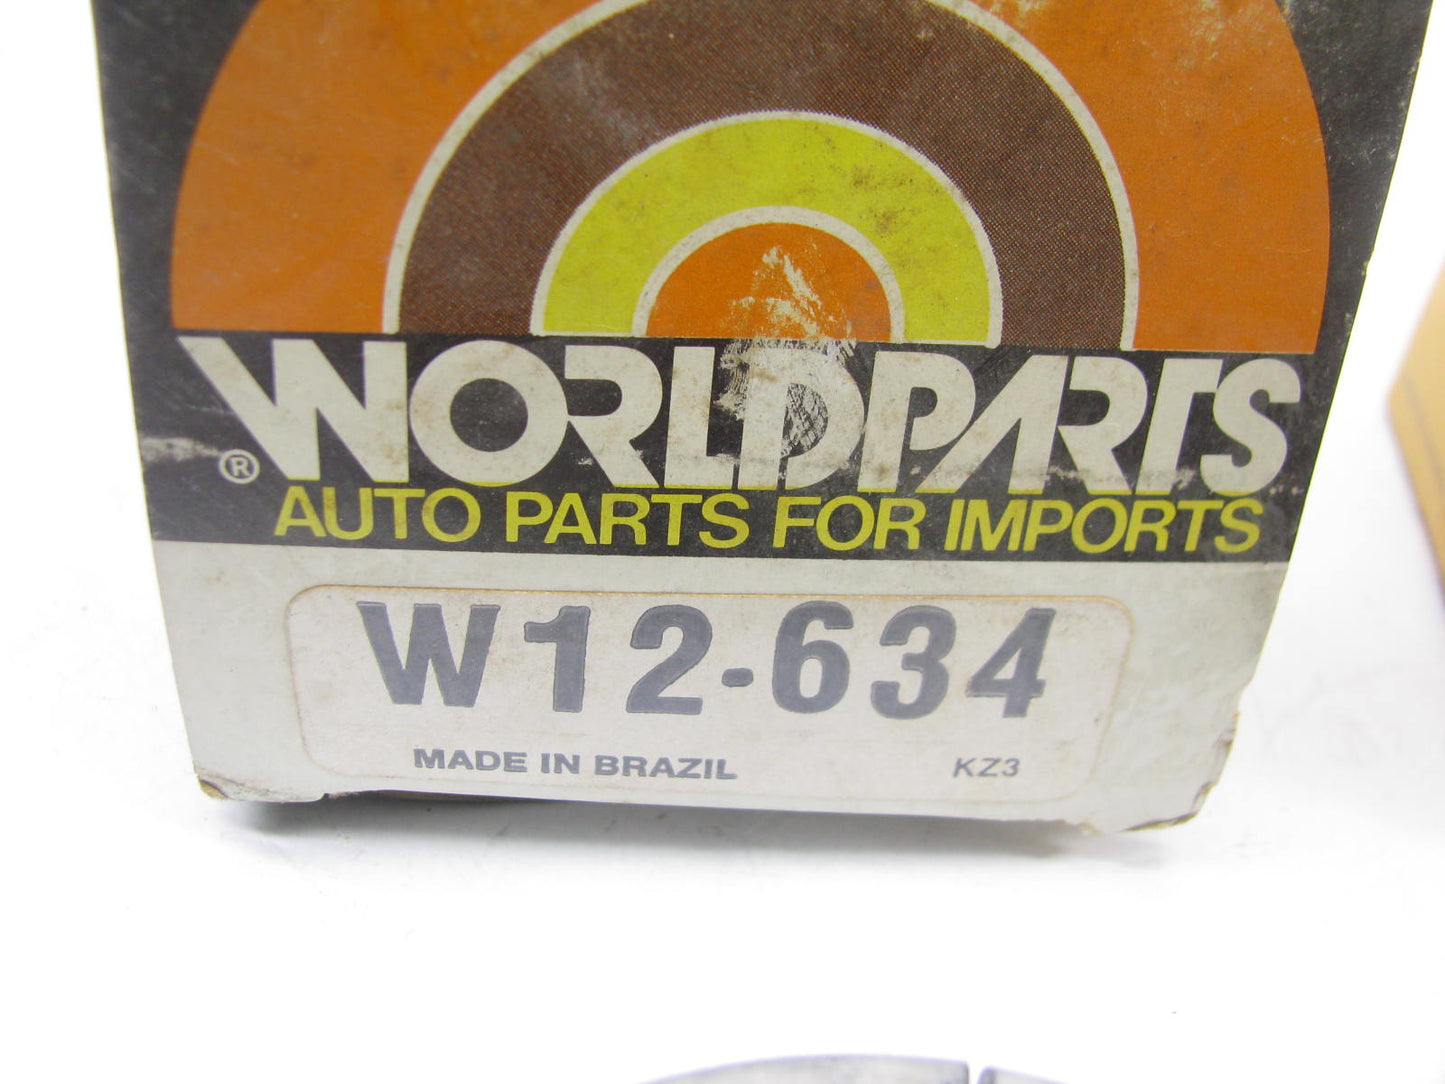 WORLDPARTS
®
AUTO PARTS FOR IMPORTS
W12-634
MADE IN BRAZIL KZ3